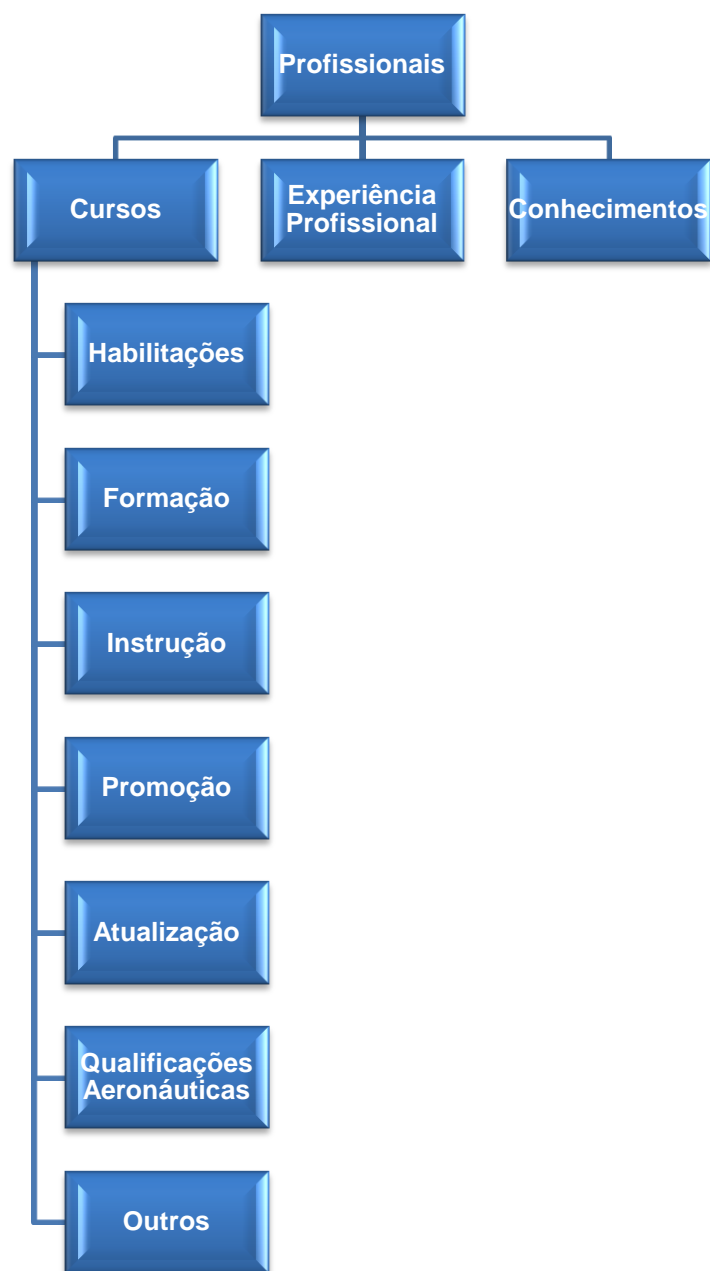 Profissionais
Cursos
Experiência
Profissional
Conhecimentos
Habilitações
Formação
Instrução
Promoção
Atualização
Qualificações
Aeronáuticas
Outros